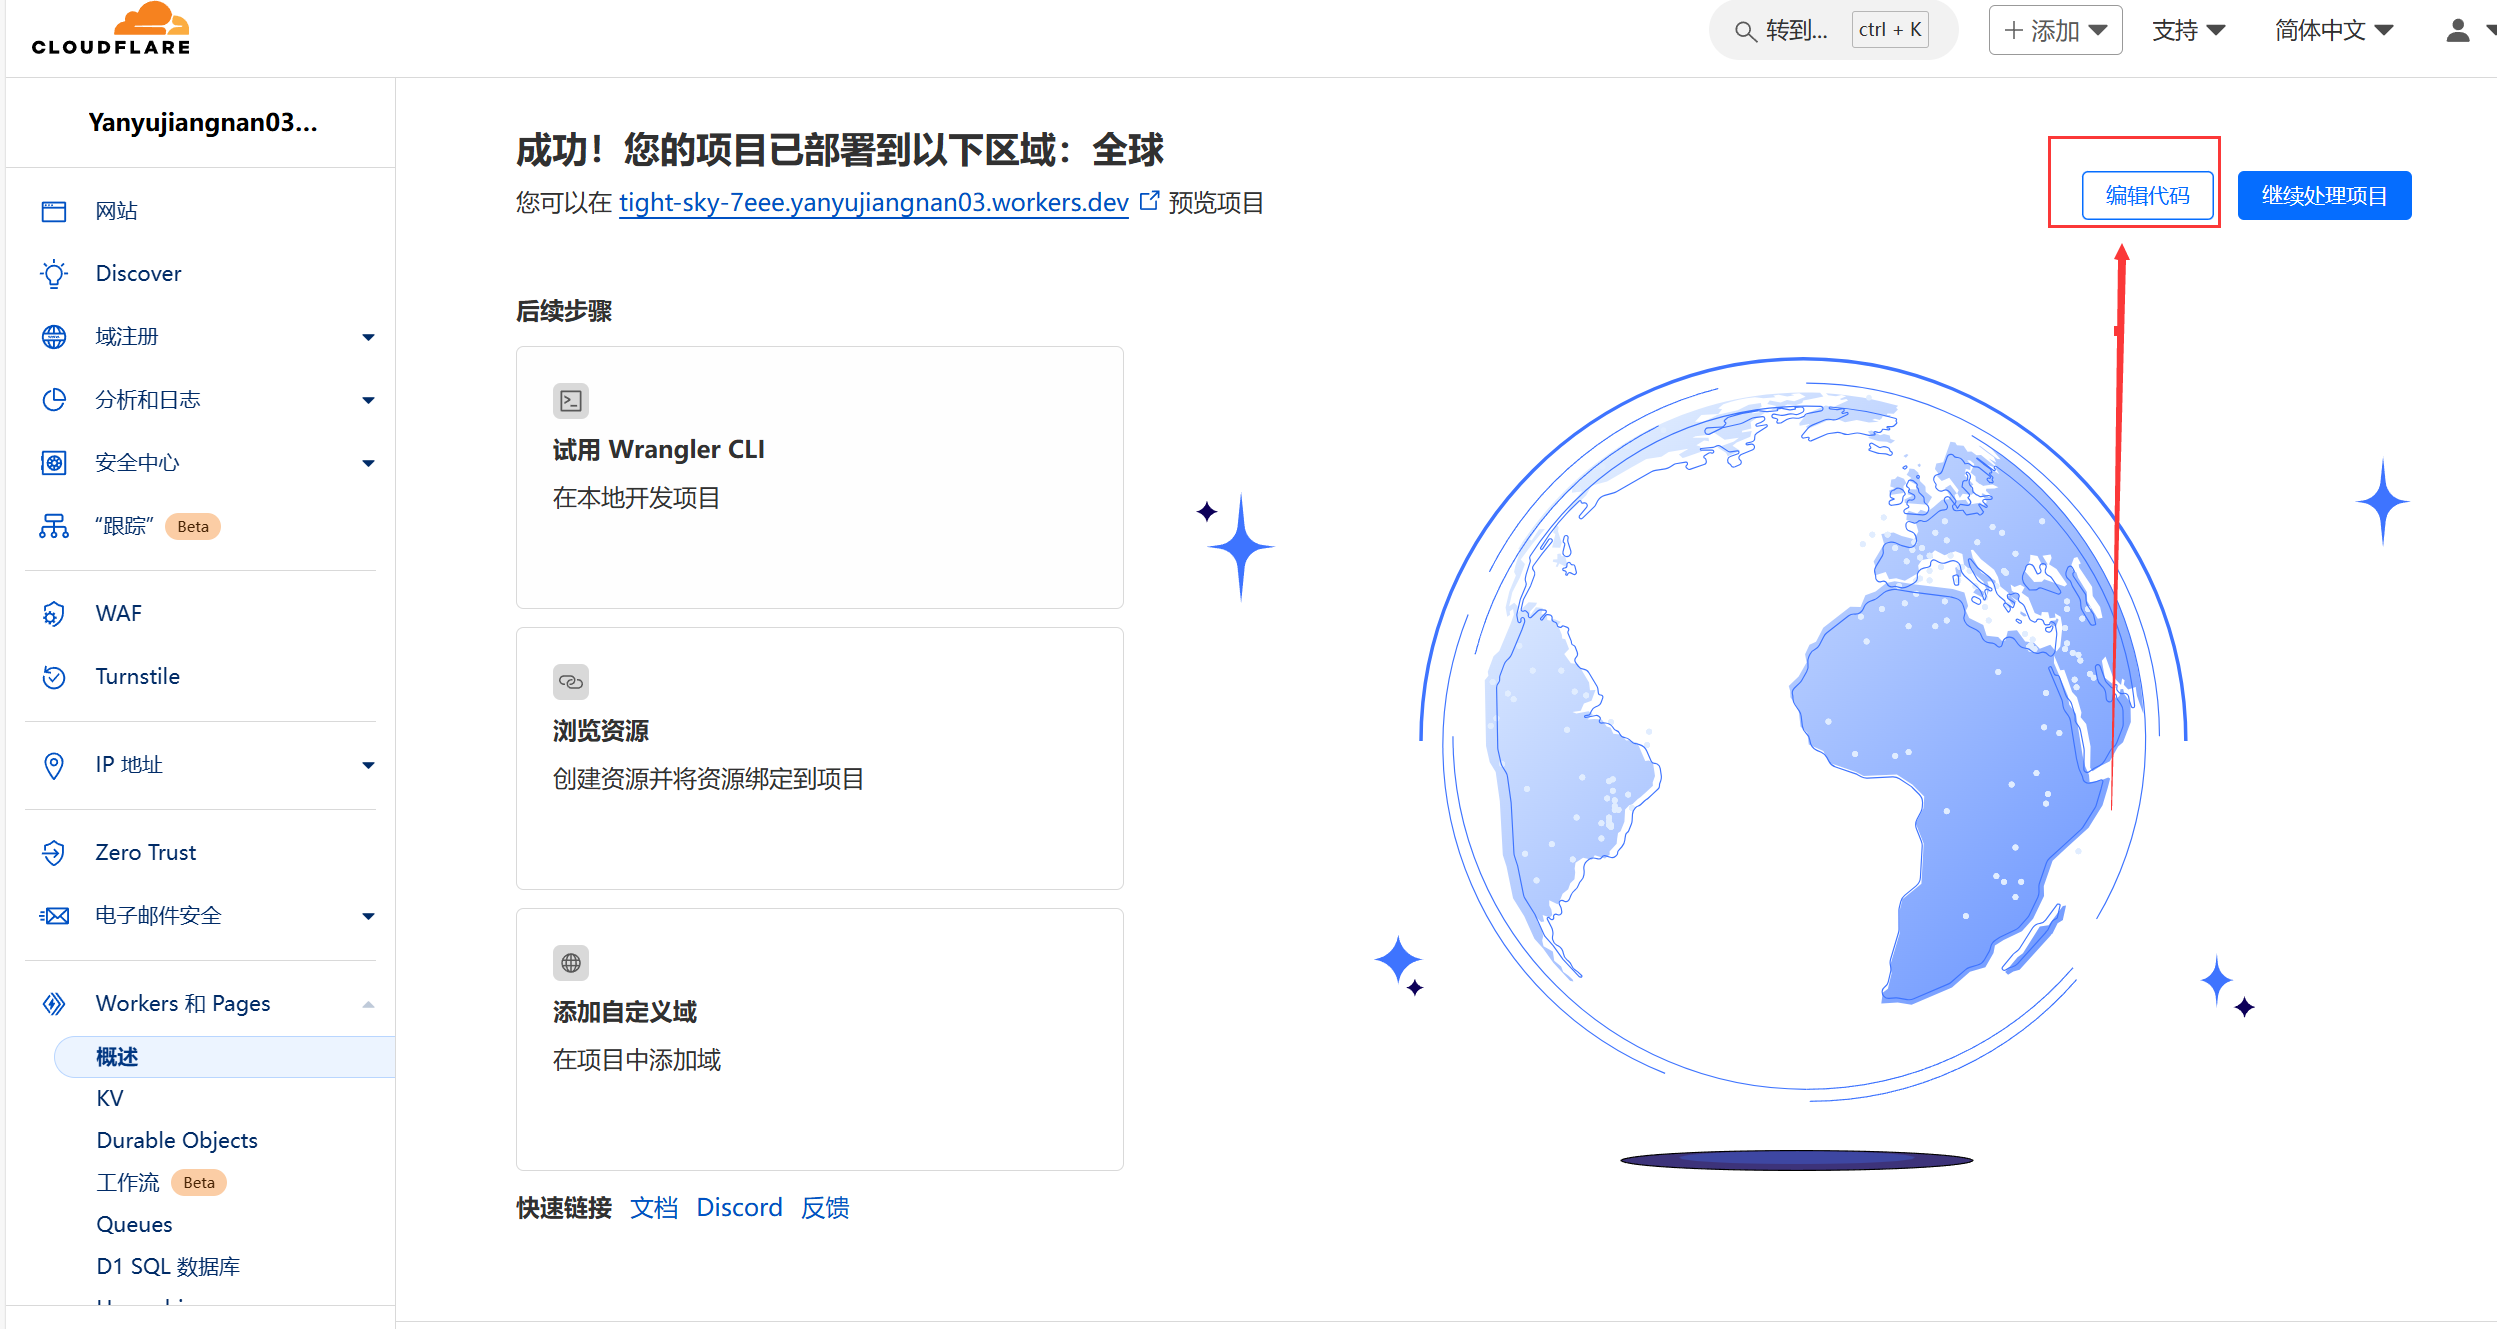 CLOUDFLARE
转到... ctrl + K
添加
支持
简体中文
Yanyujiangnan03...
网站
Discover
域注册
分析和日志
安全中心
“跟踪” Beta
WAF
Turnstile
IP 地址
Zero Trust
电子邮件安全
Workers 和 Pages
概述
KV
Durable Objects
工作流 Beta
Queues
D1 SQL 数据库
成功！您的项目已部署到以下区域：全球
您可以在 tight-sky-7eee.yanyujiangnan03.workers.dev 预览项目
编辑代码
继续处理项目
后续步骤
试用 Wrangler CLI
在本地开发项目
浏览资源
创建资源并将资源绑定到项目
添加自定义域
在项目中添加域
快速链接 文档 Discord 反馈